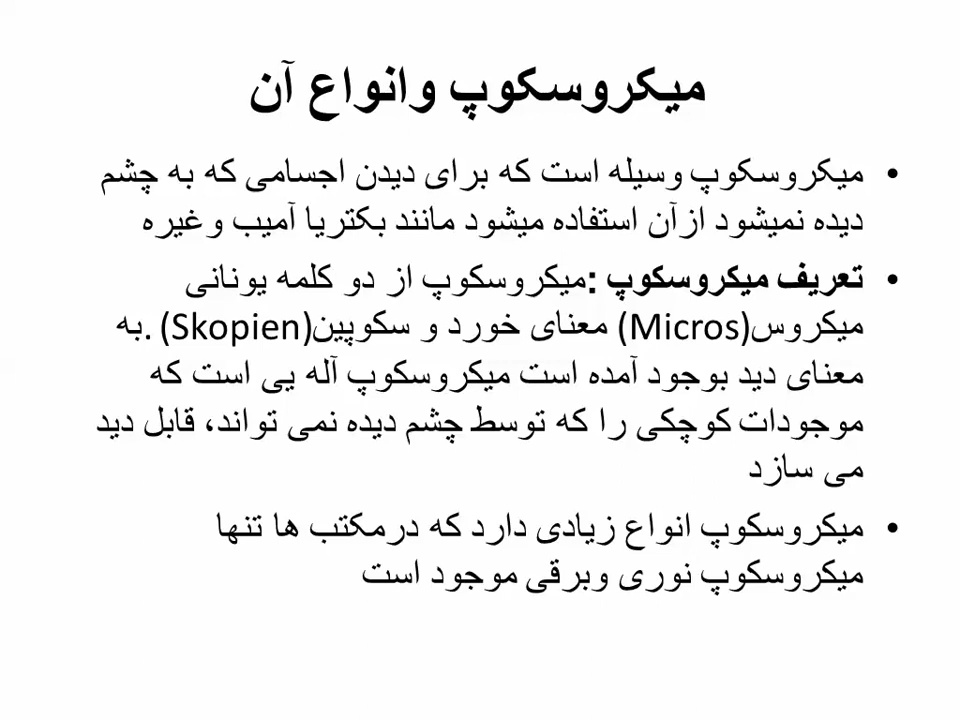 میکروسکوپ وانواع آن
• میکروسکوپ وسیله است که برای دیدن اجسامی که به چشم
دیده نمیشود ازآن استفاده میشود مانند بکتریا آمیب وغیره
• تعریف میکروسکوپ :میکروسکوپ از دو کلمه یونانی
میکروس(Micros) معنای خورد و سکوپین(Skopien) .به
معنای دید بوجود آمده است میکروسکوپ آله یی است که
موجودات کوچکی را که توسط چشم دیده نمی تواند، قابل دید
می سازد
• میکروسکوپ انواع زیادی دارد که درمکتب ها تنها
میکروسکوپ نوری وبرقی موجود است